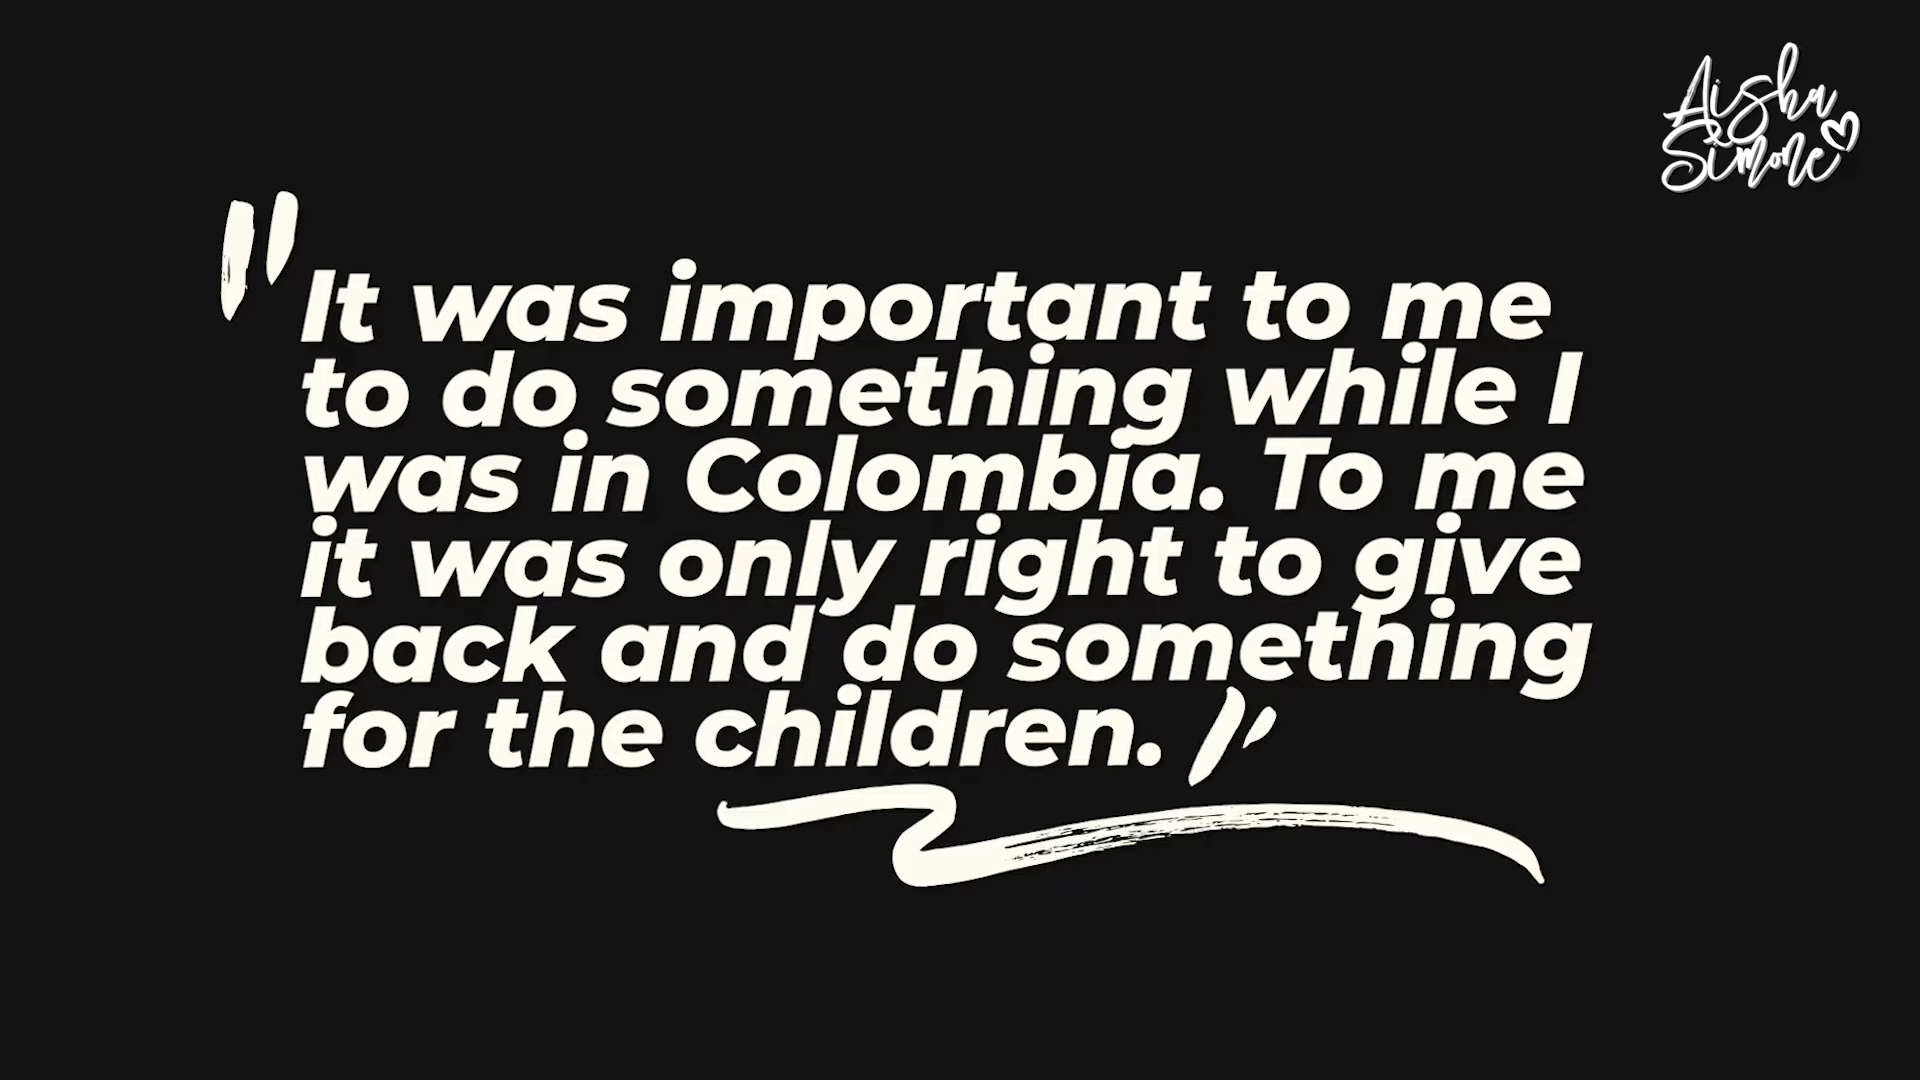 Aisha
Simone
"It was important to me
to do something while I
was in Colombia. To me
it was only right to give
back and do something
for the children."